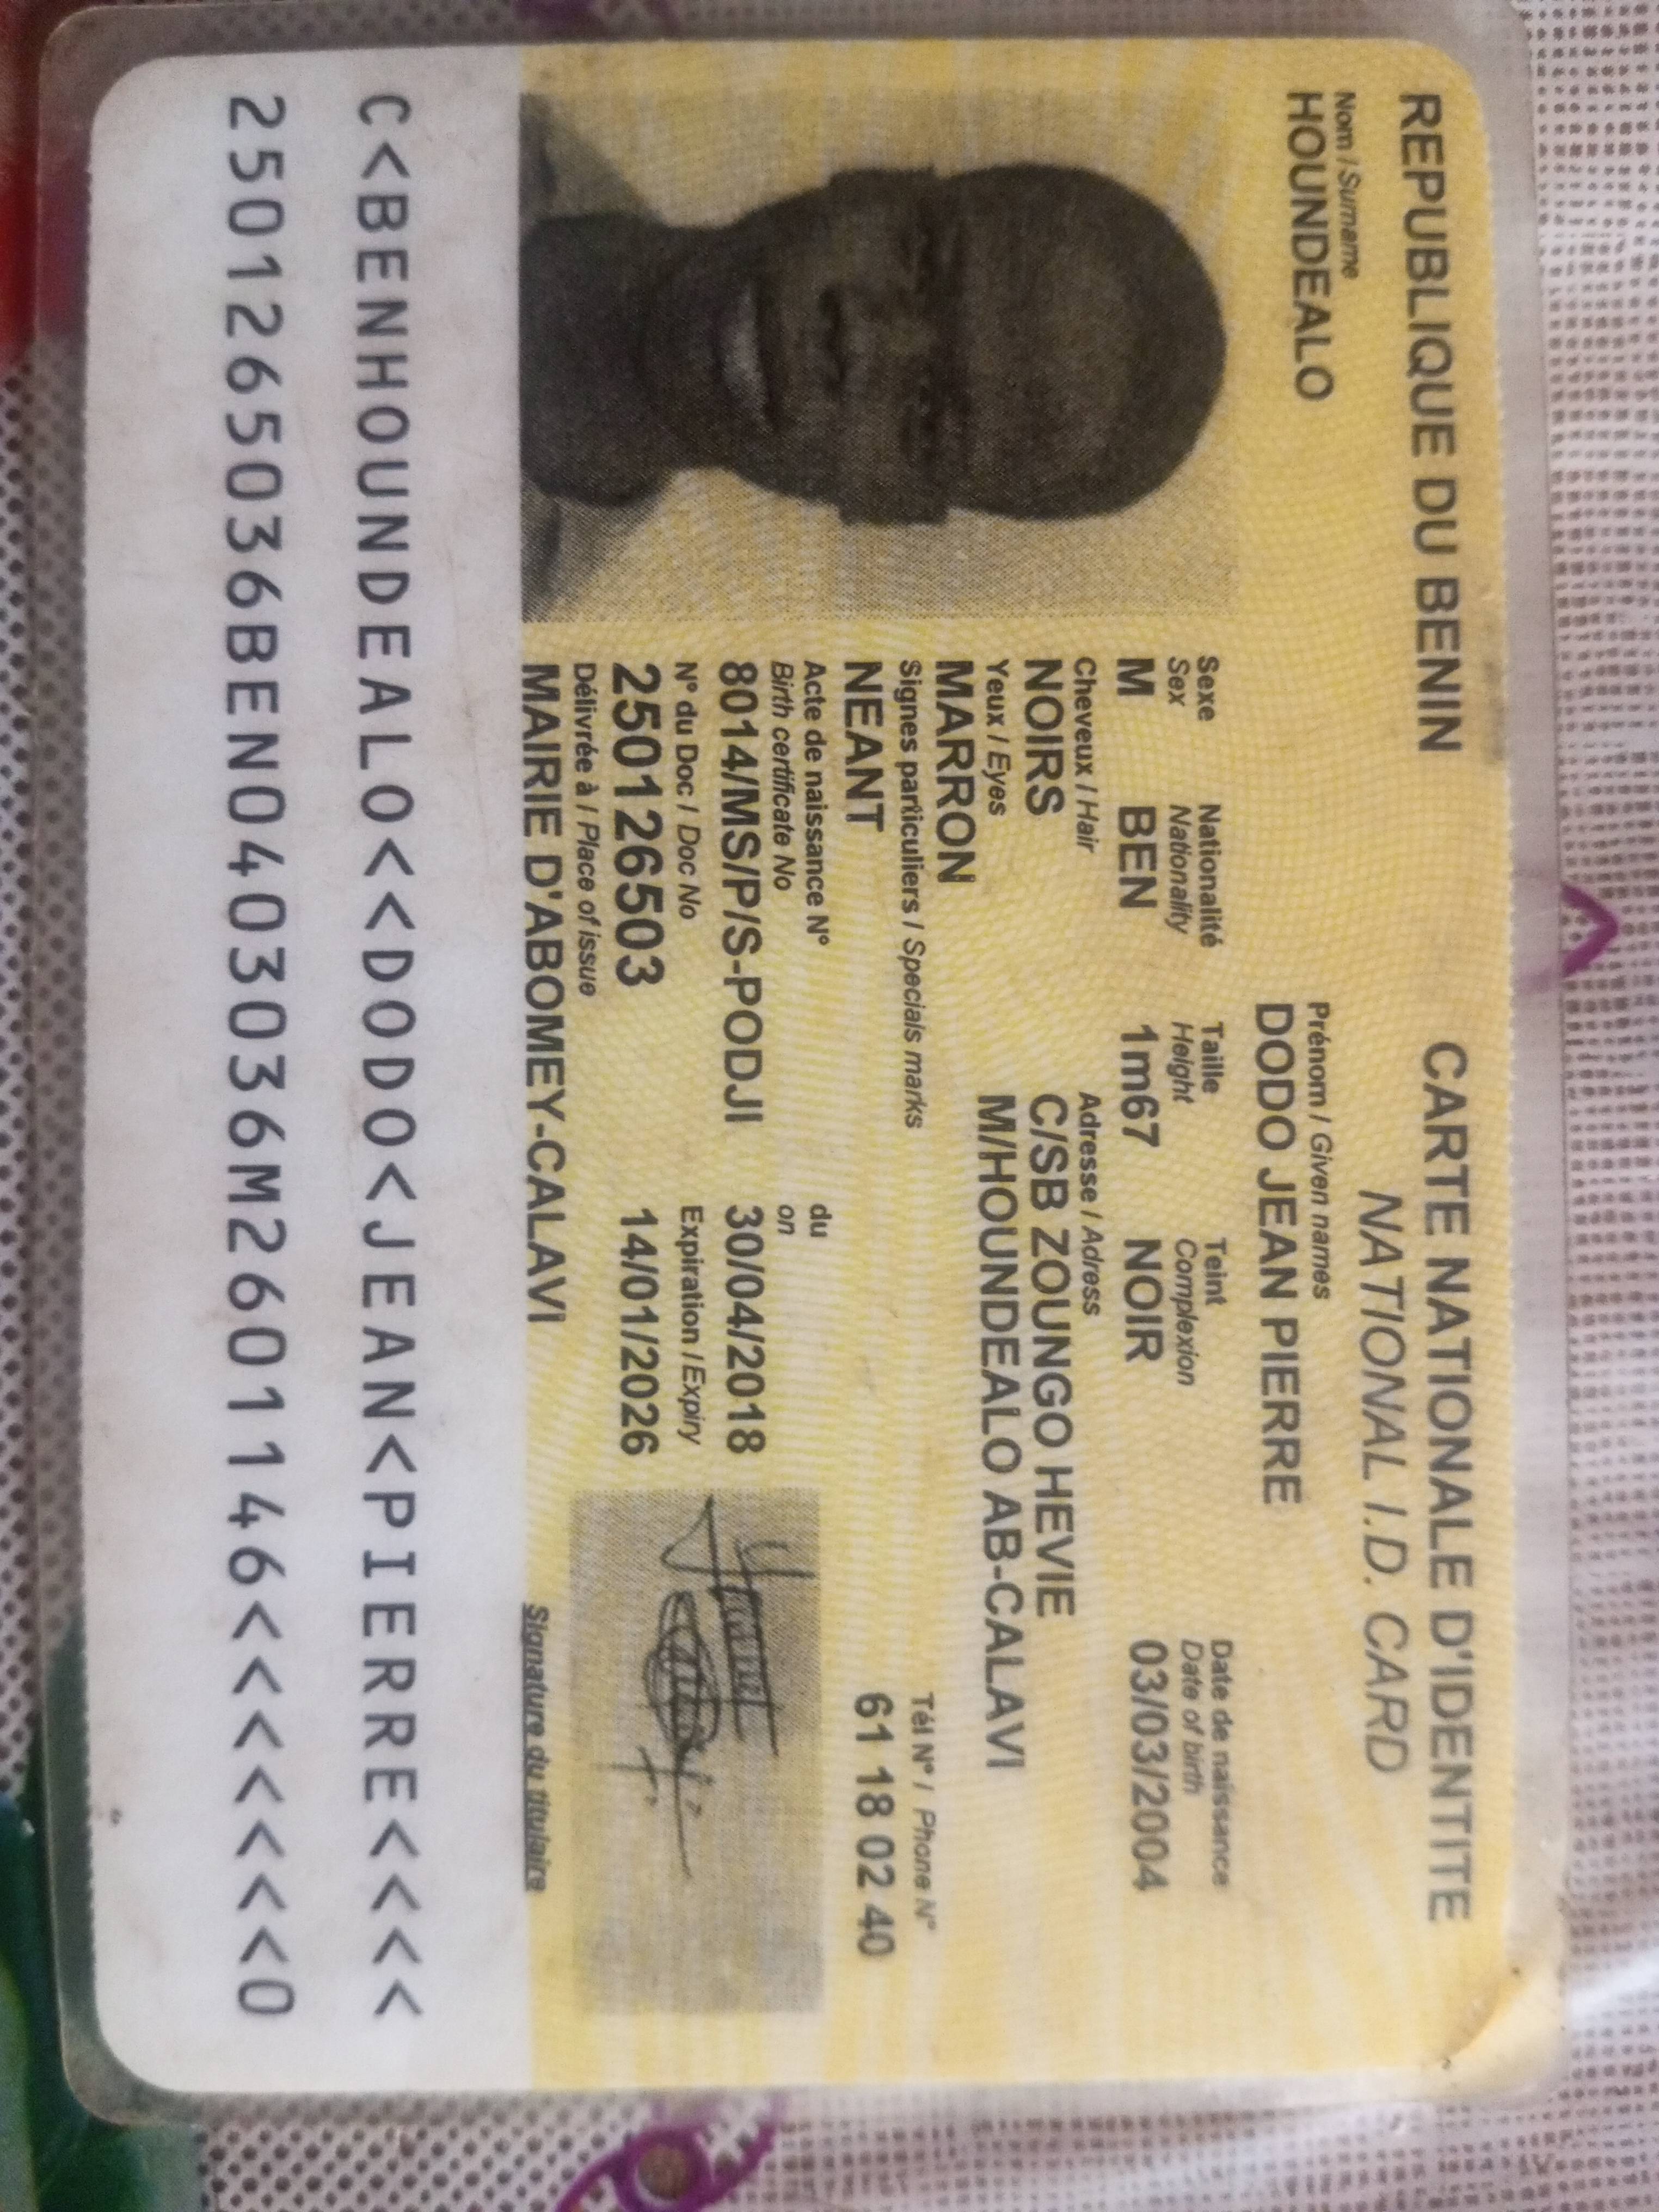 REPUBLIQUE DU BENIN
CARTE NATIONALE D'IDENTITE
NATIONAL I.D. CARD
Nom / Surname
HOUNDEALO
Prénom / Given names
DODO JEAN PIERRE
Sexe Nationalité Taille Teint Date de naissance
Sex Nationality Height Complexion Date of birth
M BEN 1m67 NOIR 03/03/2004
Cheveux / Hair
NOIRS
Adresse / Adress
C/SB ZOUNGO HEVIE
M/HOUNDEALO AB-CALAVI
Yeux / Eyes
MARRON
Signes particuliers / Specials marks
NEANT
Tél N° / Phone N°
61 18 02 40
Acte de naissance N° du
Birth certificate No on
8014/MS/P/S-PODJI 30/04/2018
N° du Doc / Doc No Expiration / Expiry
2501126503 14/01/2026
Délivrée à / Place of issue
MAIRIE D'ABOMEY-CALAVI
Signature du titulaire
C<BENHOUNDEALO<<DODO<JEAN<PIERRE<<<<
2501265036BEN0403036M2601146<<<<<<<0